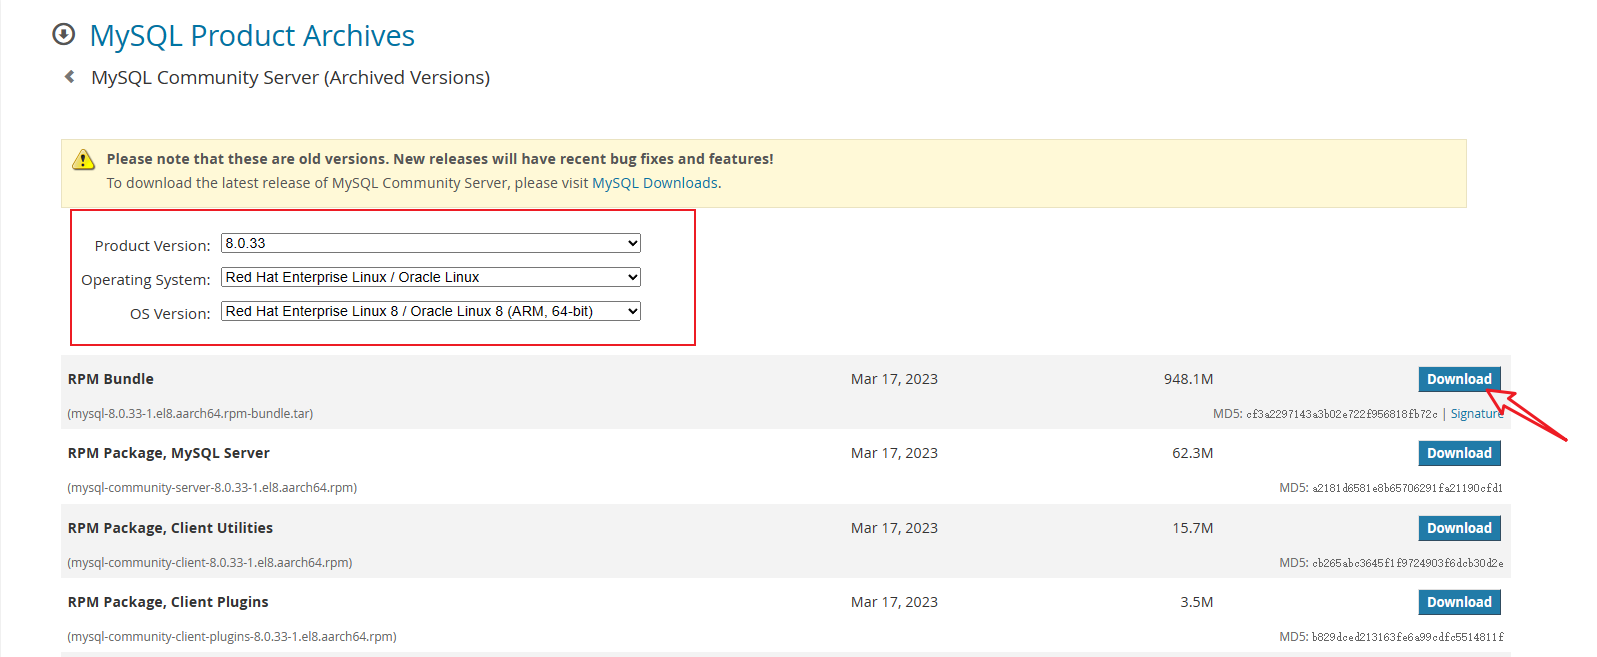 MySQL Product Archives
MySQL Community Server (Archived Versions)
Please note that these are old versions. New releases will have recent bug fixes and features!
To download the latest release of MySQL Community Server, please visit MySQL Downloads.
Product Version: 8.0.33
Operating System: Red Hat Enterprise Linux / Oracle Linux
OS Version: Red Hat Enterprise Linux 8 / Oracle Linux 8 (ARM, 64-bit)
RPM Bundle Mar 17, 2023 948.1M Download
(mysql-8.0.33-1.el8.aarch64.rpm-bundle.tar) MD5: cf3a2297143a3b02e722f956818fb72c | Signature
RPM Package, MySQL Server Mar 17, 2023 62.3M Download
(mysql-community-server-8.0.33-1.el8.aarch64.rpm) MD5: a2181d6581e8b65706291fa21190cfd1
RPM Package, Client Utilities Mar 17, 2023 15.7M Download
(mysql-community-client-8.0.33-1.el8.aarch64.rpm) MD5: cb265abc3645f1f9724903f6dcb30d2e
RPM Package, Client Plugins Mar 17, 2023 3.5M Download
(mysql-community-client-plugins-8.0.33-1.el8.aarch64.rpm) MD5: b829dced213163fe6a99cdfc5514811f